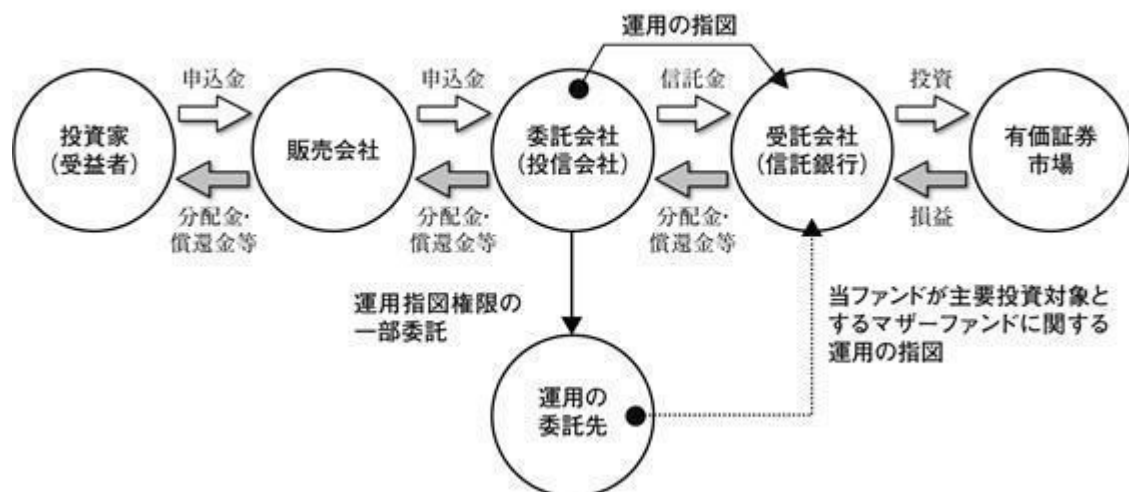 運用の指図
申込金
申込金
信託金
投資
投資家
(受益者)
販売会社
委託会社
(投信会社)
受託会社
(信託銀行)
有価証券
市場
分配金・
償還金等
分配金・
償還金等
分配金・
償還金等
損益
運用指図権限の
一部委託
当ファンドが主要投資対象と
するマザーファンドに関する
運用の指図
運用の
委託先